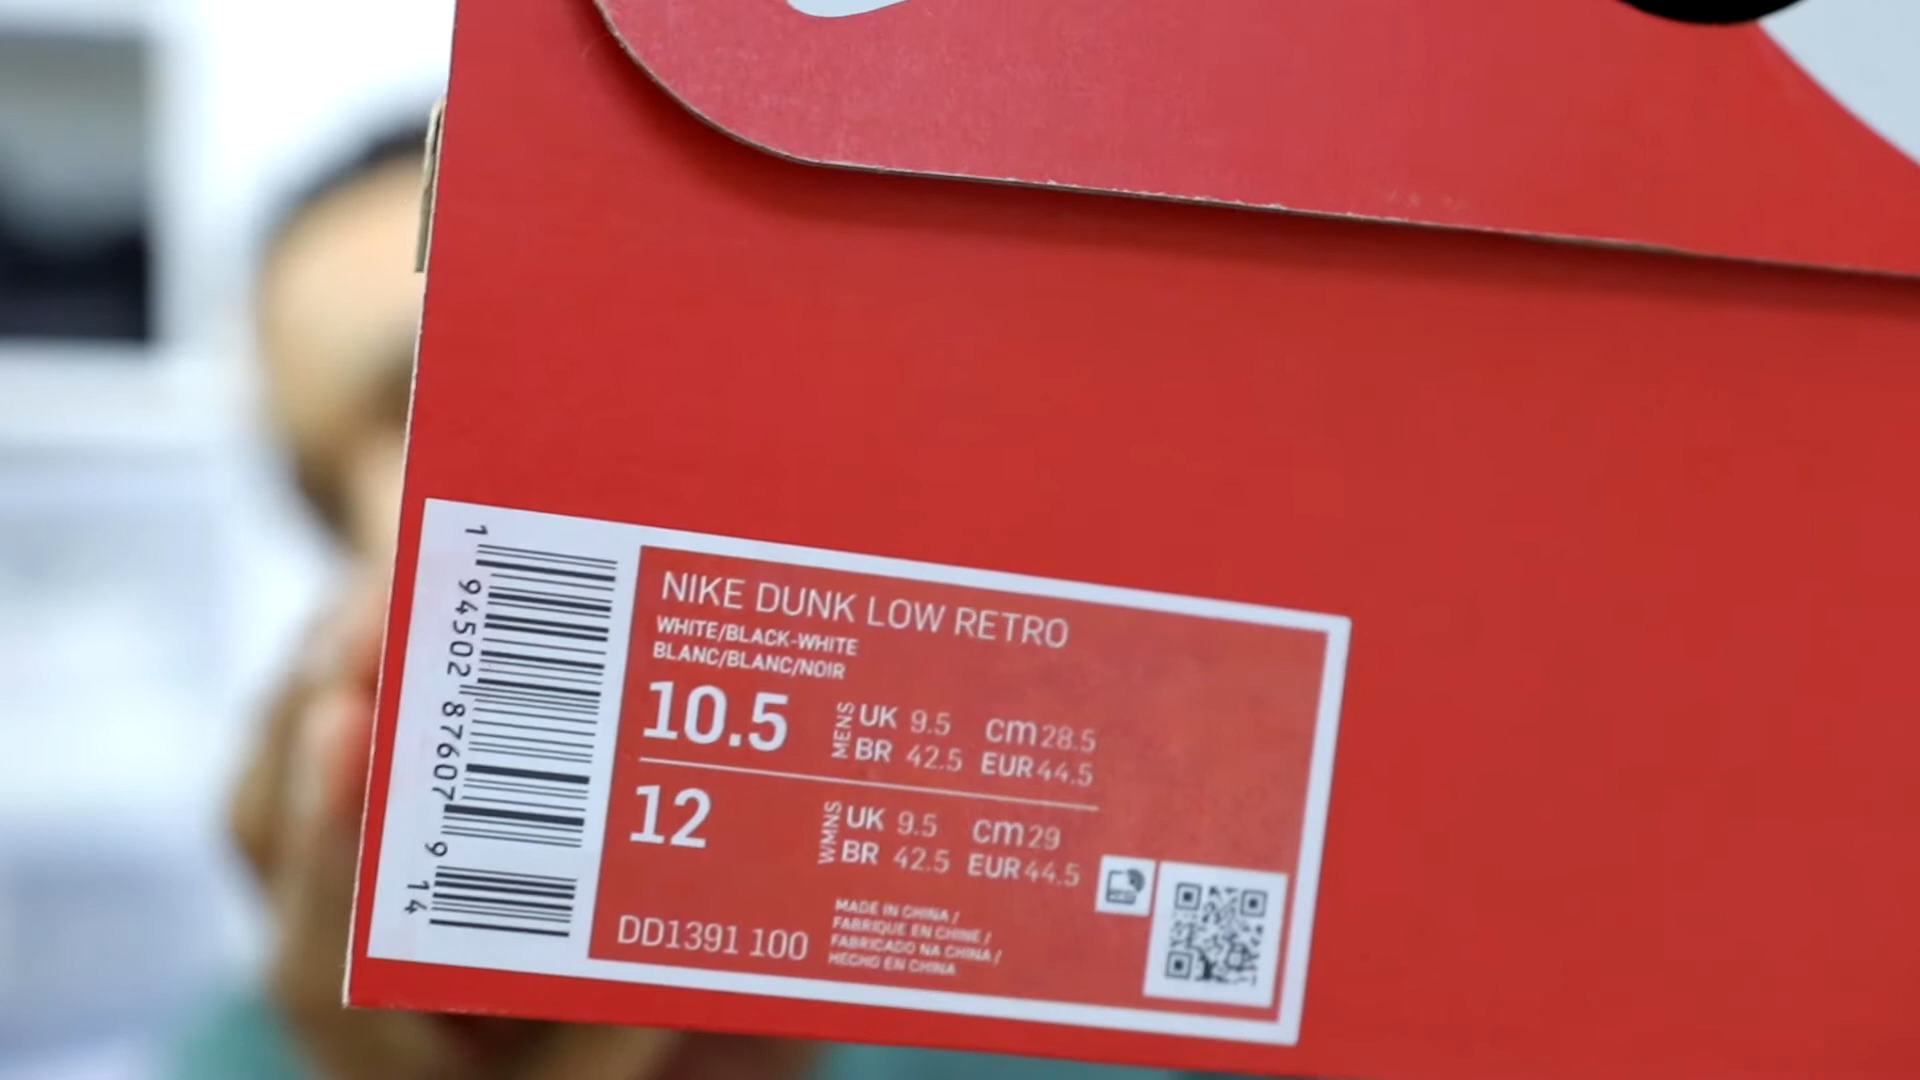 NIKE DUNK LOW RETRO
WHITE/BLACK-WHITE
BLANC/BLANC/NOIR
10.5 MENS UK 9.5 cm 28.5
BR 42.5 EUR 44.5
12 WMNS UK 9.5 cm 29
BR 42.5 EUR 44.5
DD1391 100
MADE IN CHINA /
FABRIQUE EN CHINE /
FABRICADO NA CHINA /
HECHO EN CHINA
1 94502 87607 9 14